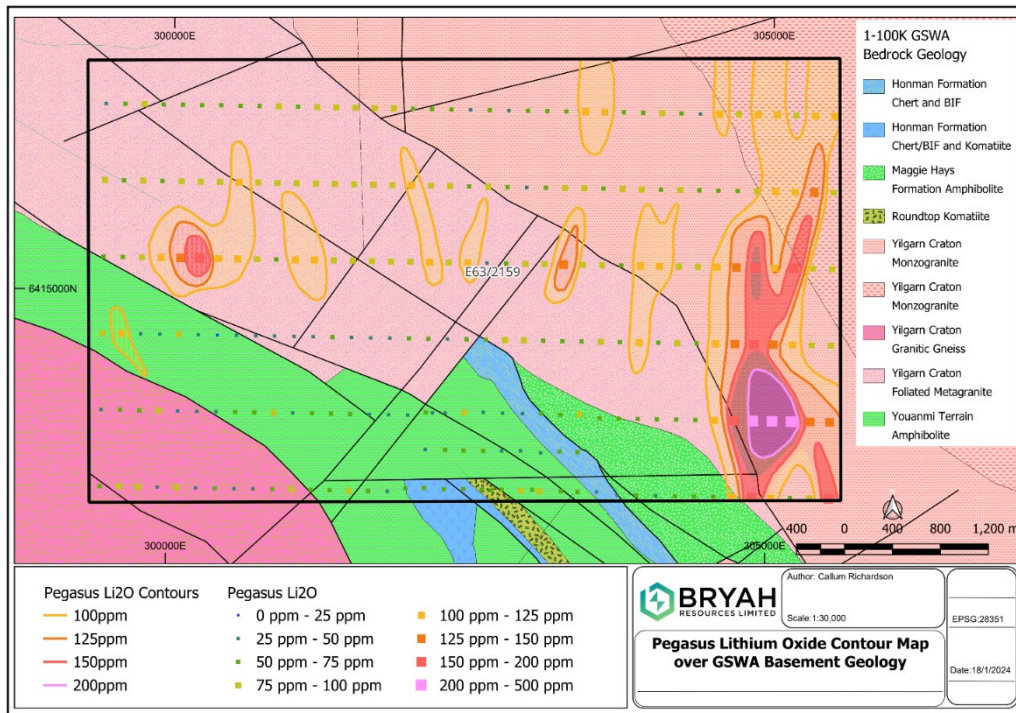 300000E
305000E
6415000N
E63/2159
300000E
305000E
400 0 400 800 1,200 m
1-100K GSWA
Bedrock Geology
Honman Formation
Chert and BIF
Honman Formation
Chert/BIF and Komatiite
Maggie Hays
Formation Amphibolite
Roundtop Komatiite
Yilgarn Craton
Monzogranite
Yilgarn Craton
Monzogranite
Yilgarn Craton
Granitic Gneiss
Yilgarn Craton
Foliated Metagranite
Youanmi Terrain
Amphibolite
Pegasus Li2O Contours
100ppm
125ppm
150ppm
200ppm
Pegasus Li2O
0 ppm - 25 ppm
25 ppm - 50 ppm
50 ppm - 75 ppm
75 ppm - 100 ppm
100 ppm - 125 ppm
125 ppm - 150 ppm
150 ppm - 200 ppm
200 ppm - 500 ppm
BRYAH
RESOURCES LIMITED
Author: Callum Richardson
Scale:1:30,000
EPSG:28351
Pegasus Lithium Oxide Contour Map
over GSWA Basement Geology
Date:18/1/2024